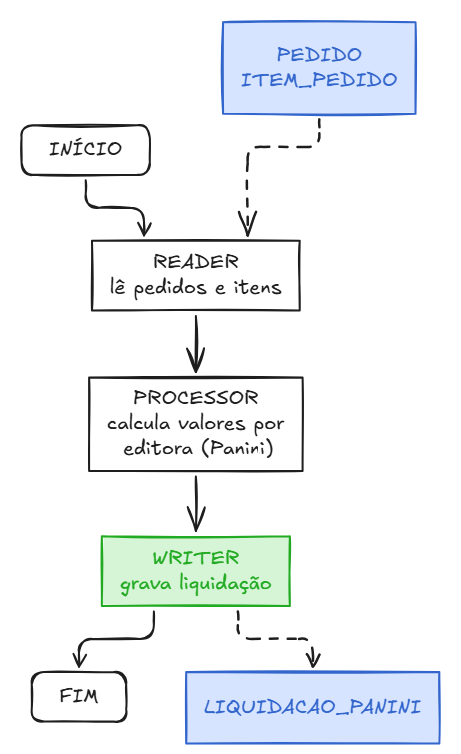 PEDIDO
ITEM_PEDIDO
INÍCIO
READER
lê pedidos e itens
PROCESSOR
calcula valores por
editora (Panini)
WRITER
grava liquidação
FIM
LIQUIDACAO_PANINI